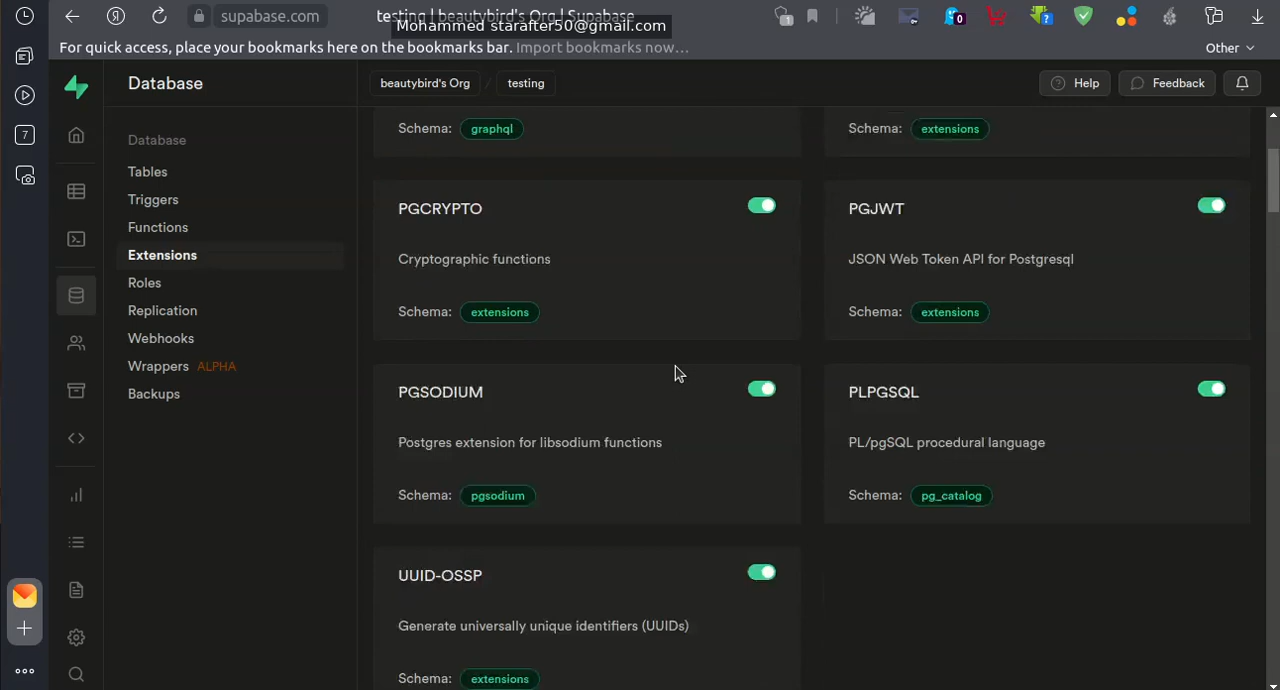 supabase.com
testing | beautybird's Org | Supabase
Mohammed starafter50@gmail.com
1
0
?
For quick access, place your bookmarks here on the bookmarks bar. Import bookmarks now…
Other
Database
beautybird's Org / testing
Help
Feedback
7
Database
Tables
Triggers
Functions
Extensions
Roles
Replication
Webhooks
Wrappers ALPHA
Backups
Schema: graphql
Schema: extensions
PGCRYPTO
Cryptographic functions
Schema: extensions
PGJWT
JSON Web Token API for Postgresql
Schema: extensions
PGSODIUM
Postgres extension for libsodium functions
Schema: pgsodium
PLPGSQL
PL/pgSQL procedural language
Schema: pg_catalog
UUID-OSSP
Generate universally unique identifiers (UUIDs)
Schema: extensions